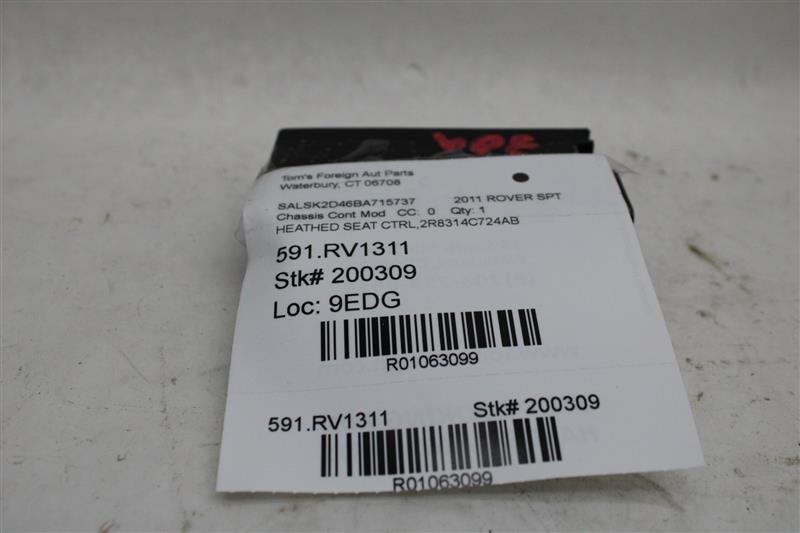 Tom's Foreign Aut Parts
Waterbury, CT 06708
SALSK2D46BA715737 2011 ROVER SPT
Chassis Cont Mod CC: 0 Qty: 1
HEATHED SEAT CTRL,2R8314C724AB
591.RV1311
Stk# 200309
Loc: 9EDG
R01063099
591.RV1311 Stk# 200309
R01063099